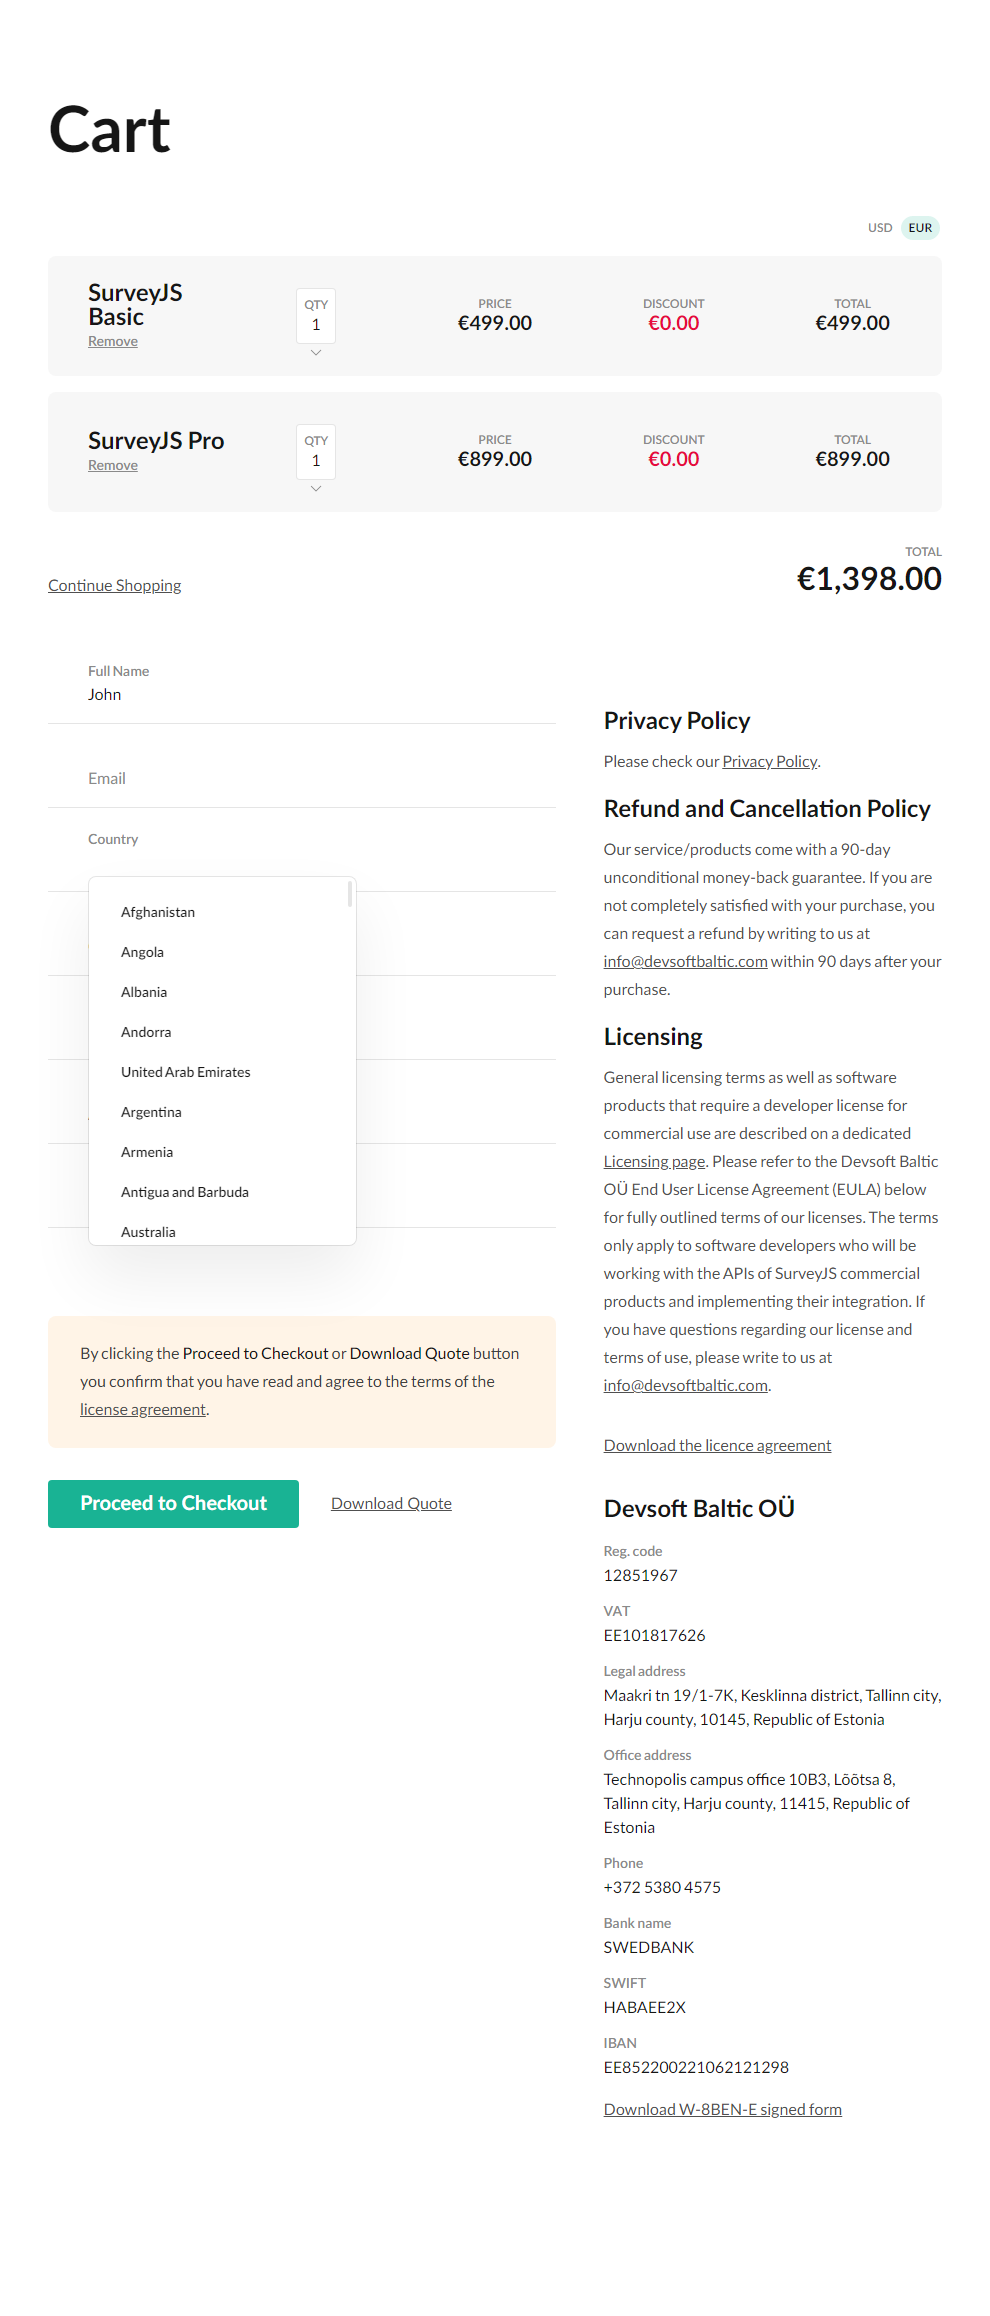 Cart
USD EUR
SurveyJS
Basic
Remove
QTY
1
PRICE
€499.00
DISCOUNT
€0.00
TOTAL
€499.00
SurveyJS Pro
Remove
QTY
1
PRICE
€899.00
DISCOUNT
€0.00
TOTAL
€899.00
Continue Shopping
TOTAL
€1,398.00
Full Name
John
Email
Country
Afghanistan
Angola
Albania
Andorra
United Arab Emirates
Argentina
Armenia
Antigua and Barbuda
Australia
By clicking the Proceed to Checkout or Download Quote button
you confirm that you have read and agree to the terms of the
license agreement.
Proceed to Checkout
Download Quote
Privacy Policy
Please check our Privacy Policy.
Refund and Cancellation Policy
Our service/products come with a 90-day
unconditional money-back guarantee. If you are
not completely satisfied with your purchase, you
can request a refund by writing to us at
info@devsoftbaltic.com within 90 days after your
purchase.
Licensing
General licensing terms as well as software
products that require a developer license for
commercial use are described on a dedicated
Licensing page. Please refer to the Devsoft Baltic
OÜ End User License Agreement (EULA) below
for fully outlined terms of our licenses. The terms
only apply to software developers who will be
working with the APIs of SurveyJS commercial
products and implementing their integration. If
you have questions regarding our license and
terms of use, please write to us at
info@devsoftbaltic.com.
Download the licence agreement
Devsoft Baltic OÜ
Reg. code
12851967
VAT
EE101817626
Legal address
Maakri tn 19/1-7K, Kesklinna district, Tallinn city,
Harju county, 10145, Republic of Estonia
Office address
Technopolis campus office 10B3, Lõõtsa 8,
Tallinn city, Harju county, 11415, Republic of
Estonia
Phone
+372 5380 4575
Bank name
SWEDBANK
SWIFT
HABAEE2X
IBAN
EE852200221062121298
Download W-8BEN-E signed form